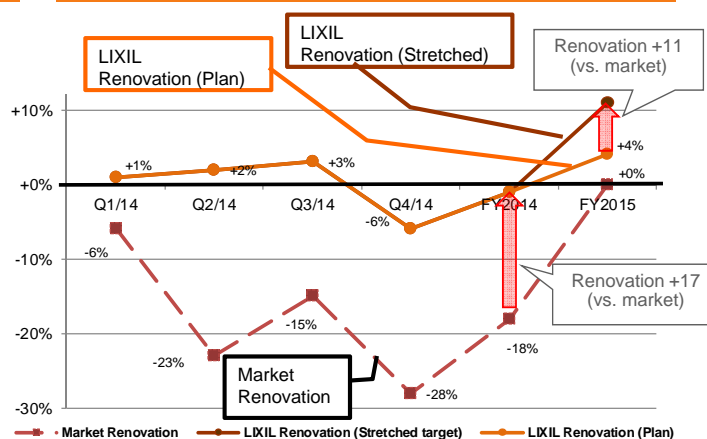 LIXIL
Renovation (Stretched)
LIXIL
Renovation (Plan)
Renovation +11
(vs. market)
+10%
+0%
-10%
-20%
-30%
+1%
+2%
+3%
-6%
+4%
+0%
Q1/14
Q2/14
Q3/14
Q4/14
FY2014
FY2015
-6%
-23%
-15%
-28%
-18%
Renovation +17
(vs. market)
Market
Renovation
Market Renovation
LIXIL Renovation (Stretched target)
LIXIL Renovation (Plan)